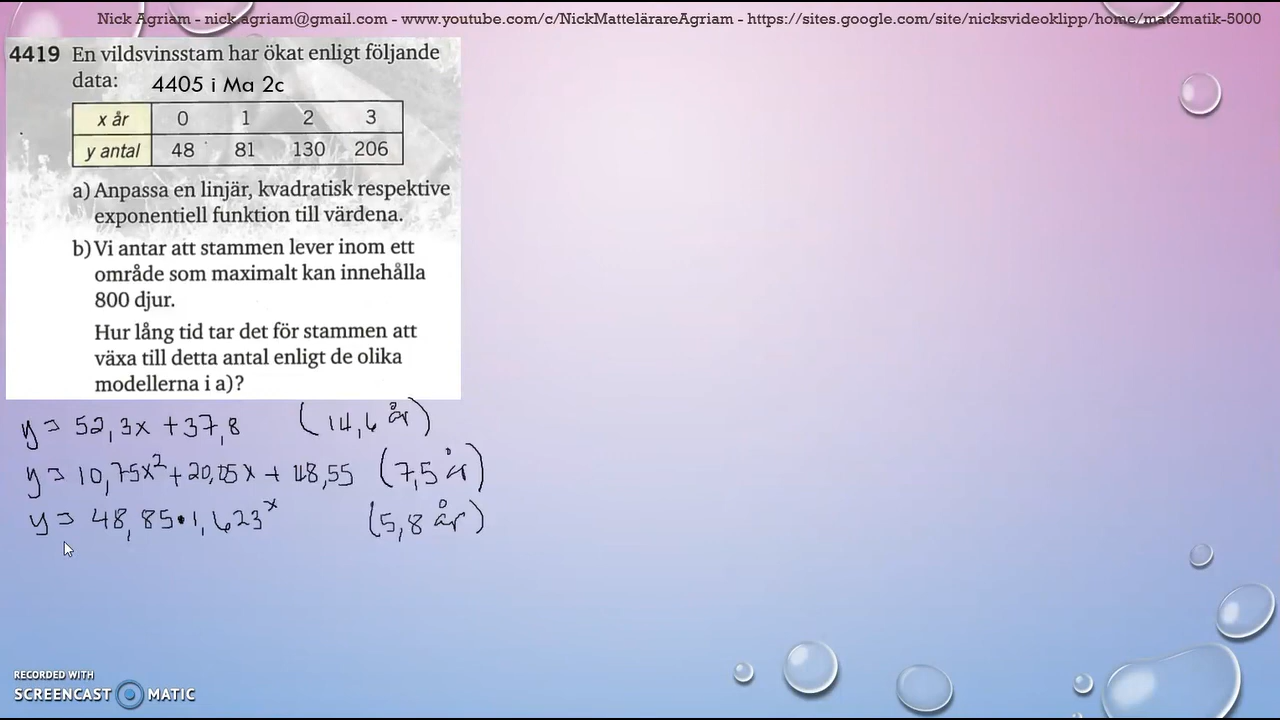 Nick Agriam - nick.agriam@gmail.com - www.youtube.com/c/NickMattelärareAgriam - https://sites.google.com/site/nicksvideoklipp/home/matematik-5000
4419 En vildsvinsstam har ökat enligt följande
data: 4405 i Ma 2c
x år 0 1 2 3
y antal 48 81 130 206
a) Anpassa en linjär, kvadratisk respektive
exponentiell funktion till värdena.
b) Vi antar att stammen lever inom ett
område som maximalt kan innehålla
800 djur.
Hur lång tid tar det för stammen att
växa till detta antal enligt de olika
modellerna i a)?
y = 52,3x + 37,8 (14,6 år)
y = 10,75x² + 20,05x + 48,55 (7,5 år)
y = 48,85 · 1,623ˣ (5,8 år)
RECORDED WITH
SCREENCAST MATIC